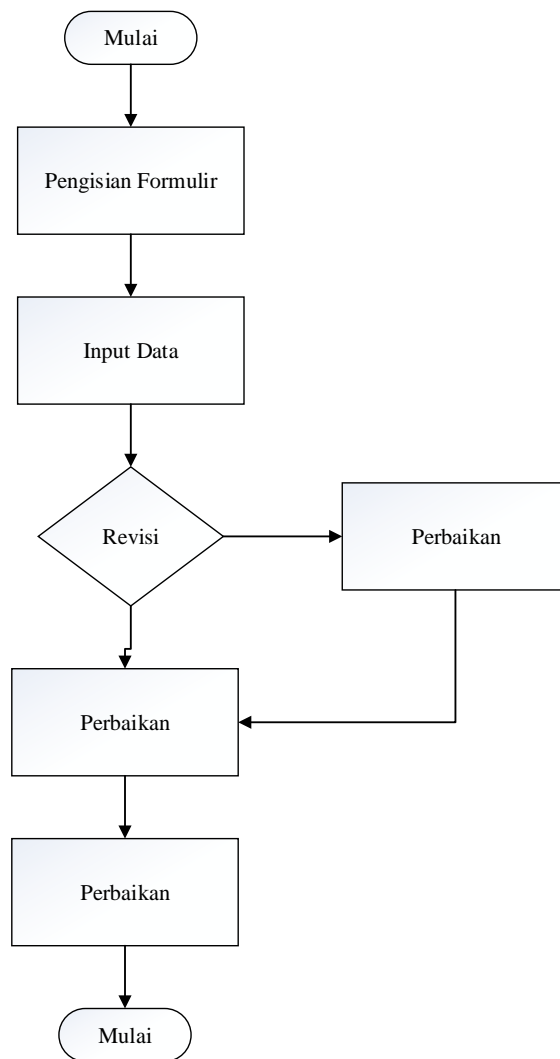 Mulai
Pengisian Formulir
Input Data
Revisi
Perbaikan
Perbaikan
Perbaikan
Mulai